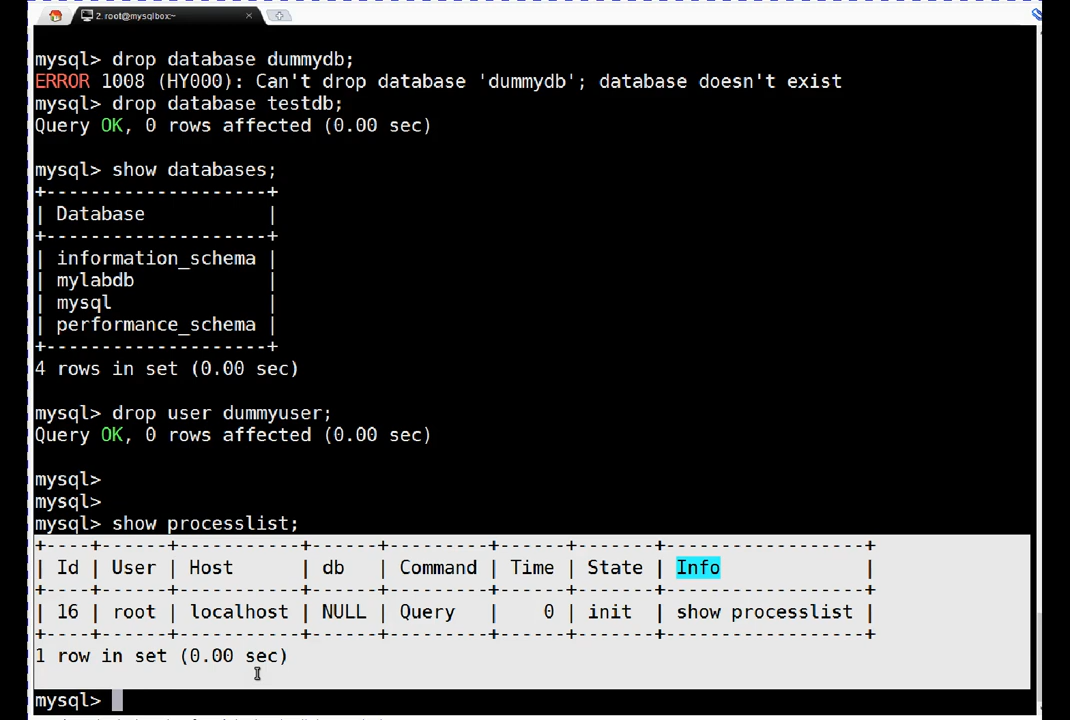 2. root@mysqlbox:~
mysql> drop database dummydb;
ERROR 1008 (HY000): Can't drop database 'dummydb'; database doesn't exist
mysql> drop database testdb;
Query OK, 0 rows affected (0.00 sec)
mysql> show databases;
+--------------------+
| Database           |
+--------------------+
| information_schema |
| mylabdb            |
| mysql              |
| performance_schema |
+--------------------+
4 rows in set (0.00 sec)
mysql> drop user dummyuser;
Query OK, 0 rows affected (0.00 sec)
mysql>
mysql>
mysql> show processlist;
+----+------+-----------+------+---------+------+-------+------------------+
| Id | User | Host      | db   | Command | Time | State | Info             |
+----+------+-----------+------+---------+------+-------+------------------+
| 16 | root | localhost | NULL | Query   |    0 | init  | show processlist |
+----+------+-----------+------+---------+------+-------+------------------+
1 row in set (0.00 sec)
mysql>